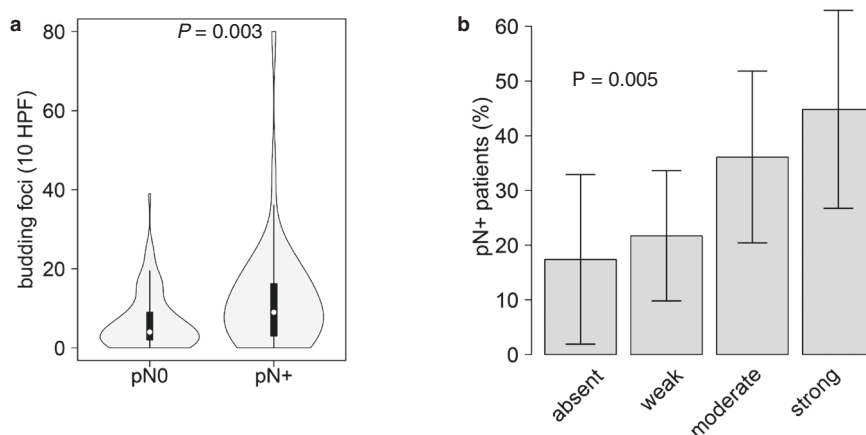 a
P = 0.003
budding foci (10 HPF)
80
60
40
20
0
pN0
pN+
b
P = 0.005
pN+ patients (%)
60
50
40
30
20
10
0
absent
weak
moderate
strong